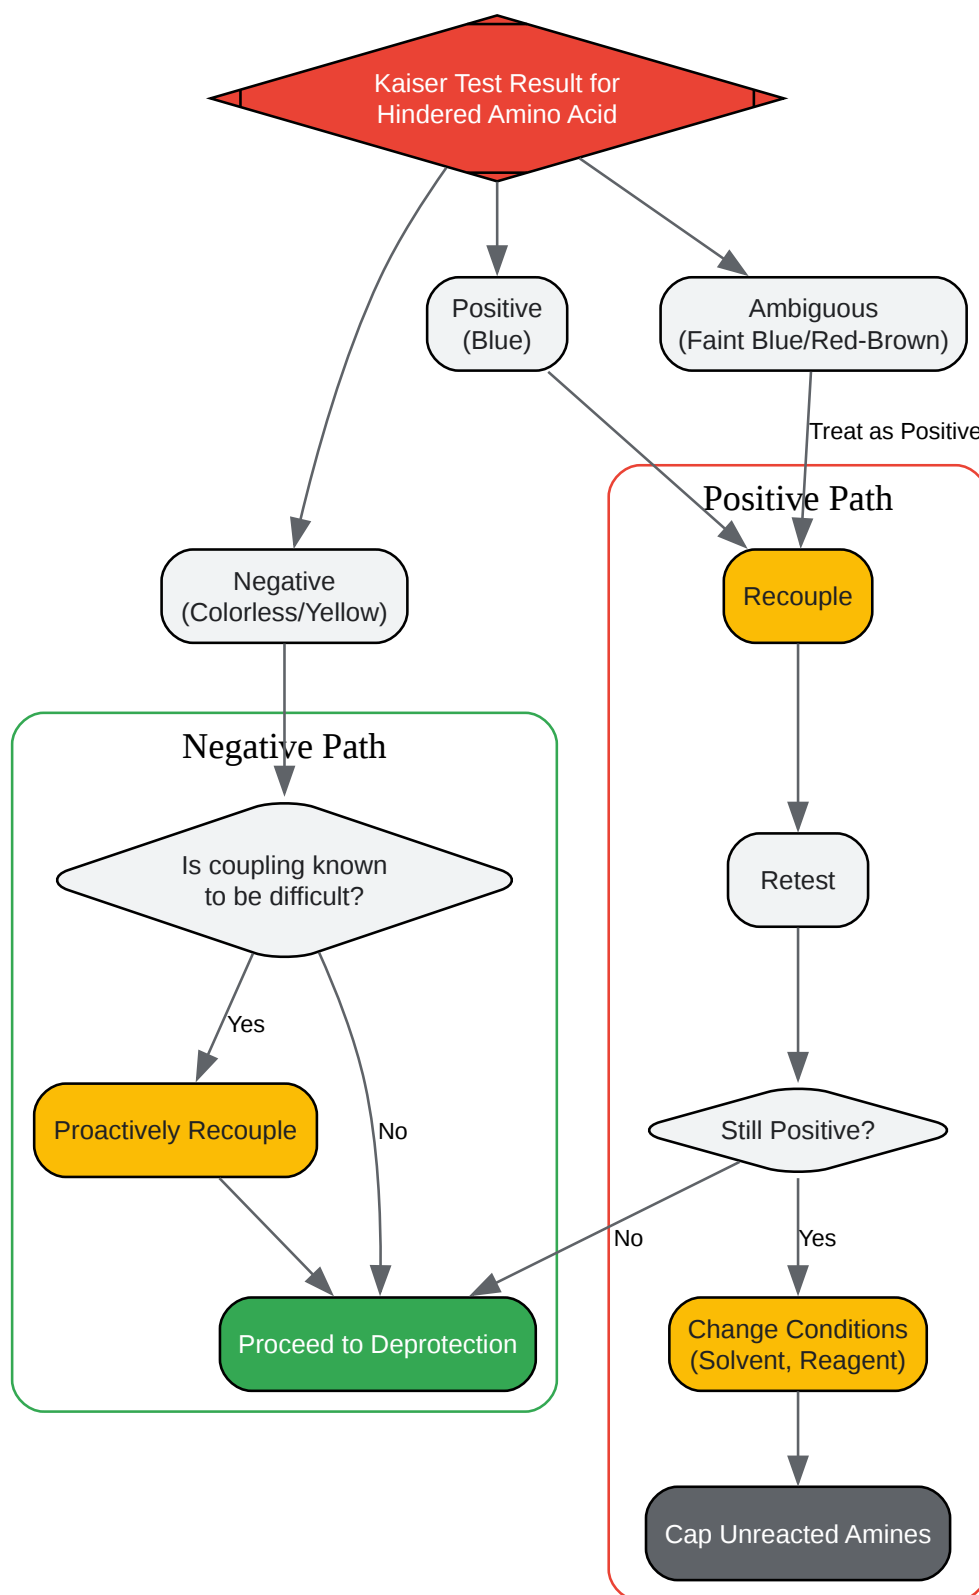 Kaiser Test Result for
Hindered Amino Acid
Positive
(Blue)
Ambiguous
(Faint Blue/Red-Brown)
Treat as Positive
Positive Path
Negative
(Colorless/Yellow)
Recouple
Negative Path
Is coupling known
to be difficult?
Retest
Yes
Proactively Recouple
No
Still Positive?
No
Yes
Proceed to Deprotection
Change Conditions
(Solvent, Reagent)
Cap Unreacted Amines